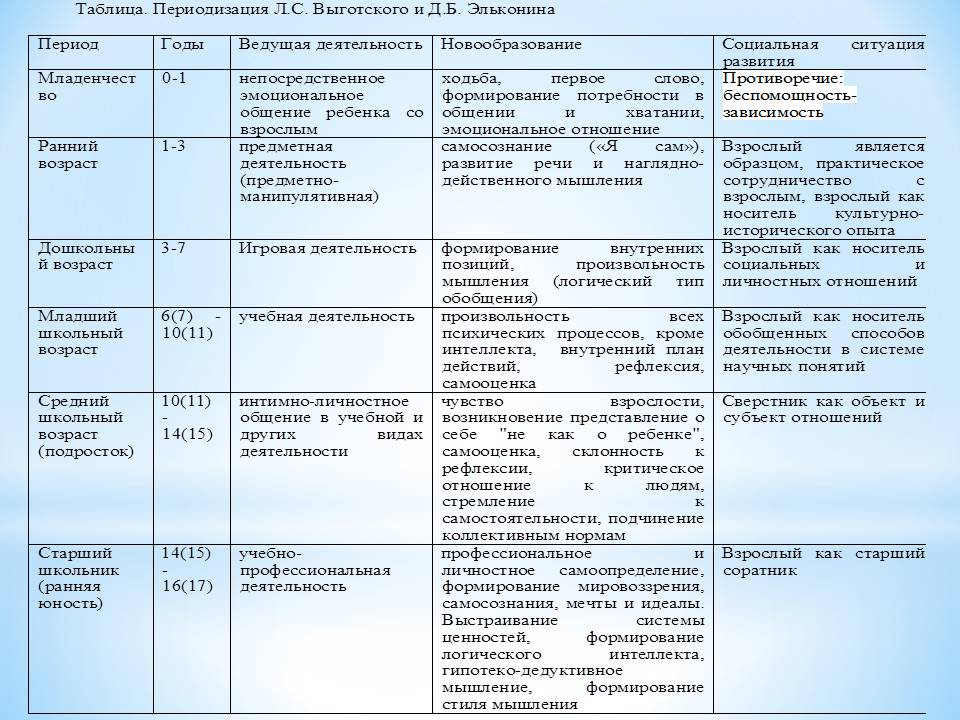 Таблица. Периодизация Л.С. Выготского и Д.Б. Эльконина
Период
Годы
Ведущая деятельность
Новообразование
Социальная ситуация
развития
Младенчест
во
0-1
непосредственное
эмоциональное
общение ребенка со
взрослым
ходьба, первое слово,
формирование потребности в
общении и хватании,
эмоциональное отношение
Противоречие:
беспомощность-
зависимость
Ранний
возраст
1-3
предметная
деятельность
(предметно-
манипулятивная)
самосознание («Я сам»),
развитие речи и наглядно-
действенного мышления
Взрослый является
образцом, практическое
сотрудничество с
взрослым, взрослый как
носитель культурно-
исторического опыта
Дошкольны
й возраст
3-7
Игровая деятельность
формирование внутренних
позиций, произвольность
мышления (логический тип
обобщения)
Взрослый как носитель
социальных и
личностных отношений
Младший
школьный
возраст
6(7) -
10(11)
учебная деятельность
произвольность всех
психических процессов, кроме
интеллекта, внутренний план
действий, рефлексия,
самооценка
Взрослый как носитель
обобщенных способов
деятельности в системе
научных понятий
Средний
школьный
возраст
(подросток)
10(11)
-
14(15)
интимно-личностное
общение в учебной и
других видах
деятельности
чувство взрослости,
возникновение представление о
себе "не как о ребенке",
самооценка, склонность к
рефлексии, критическое
отношение к людям,
стремление к
самостоятельности, подчинение
коллективным нормам
Сверстник как объект и
субъект отношений
Старший
школьник
(ранняя
юность)
14(15)
-
16(17)
учебно-
профессиональная
деятельность
профессиональное и
личностное самоопределение,
формирование мировоззрения,
самосознания, мечты и идеалы.
Выстраивание системы
ценностей, формирование
логического интеллекта,
гипотеко-дедуктивное
мышление, формирование
стиля мышления
Взрослый как старший
соратник